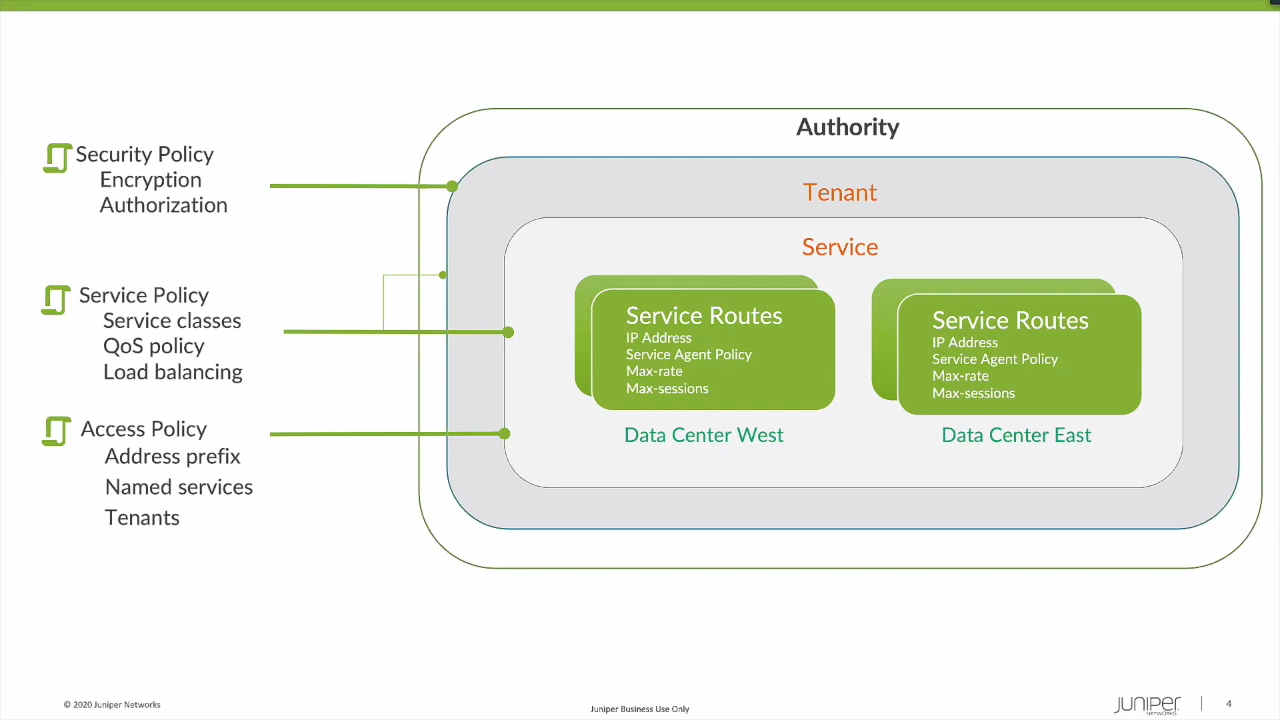 Authority
Tenant
Service
Security Policy
Encryption
Authorization
Service Policy
Service classes
QoS policy
Load balancing
Access Policy
Address prefix
Named services
Tenants
Service Routes
IP Address
Service Agent Policy
Max-rate
Max-sessions
Data Center West
Service Routes
IP Address
Service Agent Policy
Max-rate
Max-sessions
Data Center East
© 2020 Juniper Networks
Juniper Business Use Only
JUNIPER
NETWORKS
4